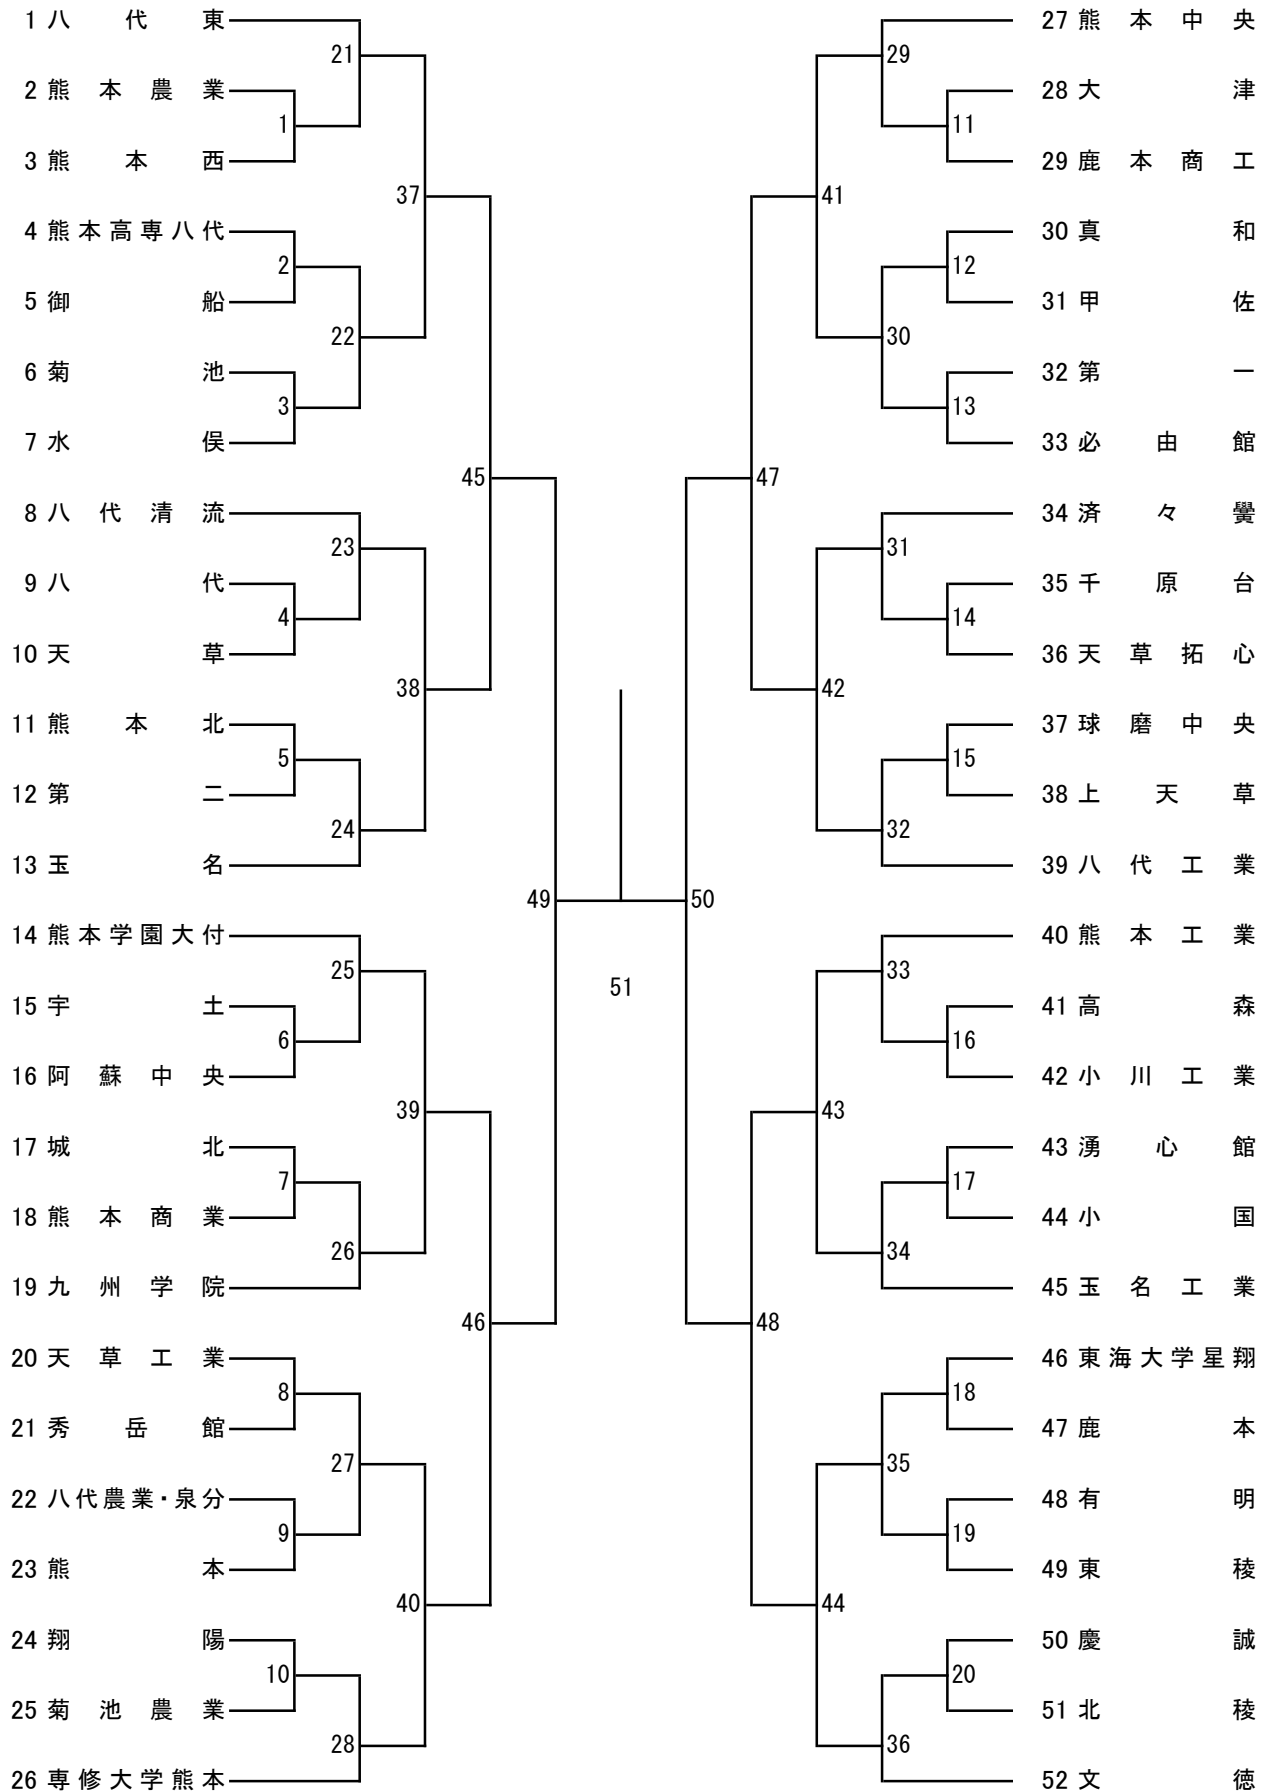 1 八代東
2 熊本農業
3 熊本西
4 熊本高専八代
5 御船
6 菊池
7 水俣
8 八代清流
9 八代
10 天草
11 熊本北
12 第二
13 玉名
14 熊本学園大付
15 宇土
16 阿蘇中央
17 城北
18 熊本商業
19 九州学院
20 天草工業
21 秀岳館
22 八代農業・泉分
23 熊本
24 翔陽
25 菊池農業
26 専修大学熊本
21
1
2
22
3
23
4
5
24
25
6
7
26
8
27
9
10
28
37
38
39
40
45
46
49
51
50
47
48
41
42
43
44
29
11
12
30
13
31
14
15
32
33
16
17
34
18
35
19
20
36
27 熊本中央
28 大津
29 鹿本商工
30 真和
31 甲佐
32 第一
33 必由館
34 済々黌
35 千原台
36 天草拓心
37 球磨中央
38 上天草
39 八代工業
40 熊本工業
41 高森
42 小川工業
43 湧心館
44 小国
45 玉名工業
46 東海大学星翔
47 鹿本
48 有明
49 東稜
50 慶誠
51 北稜
52 文徳